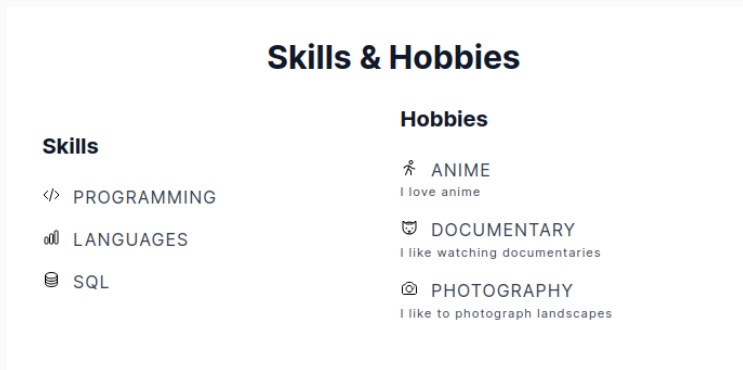 Skills & Hobbies
Skills
PROGRAMMING
LANGUAGES
SQL
Hobbies
ANIME
I love anime
DOCUMENTARY
I like watching documentaries
PHOTOGRAPHY
I like to photograph landscapes